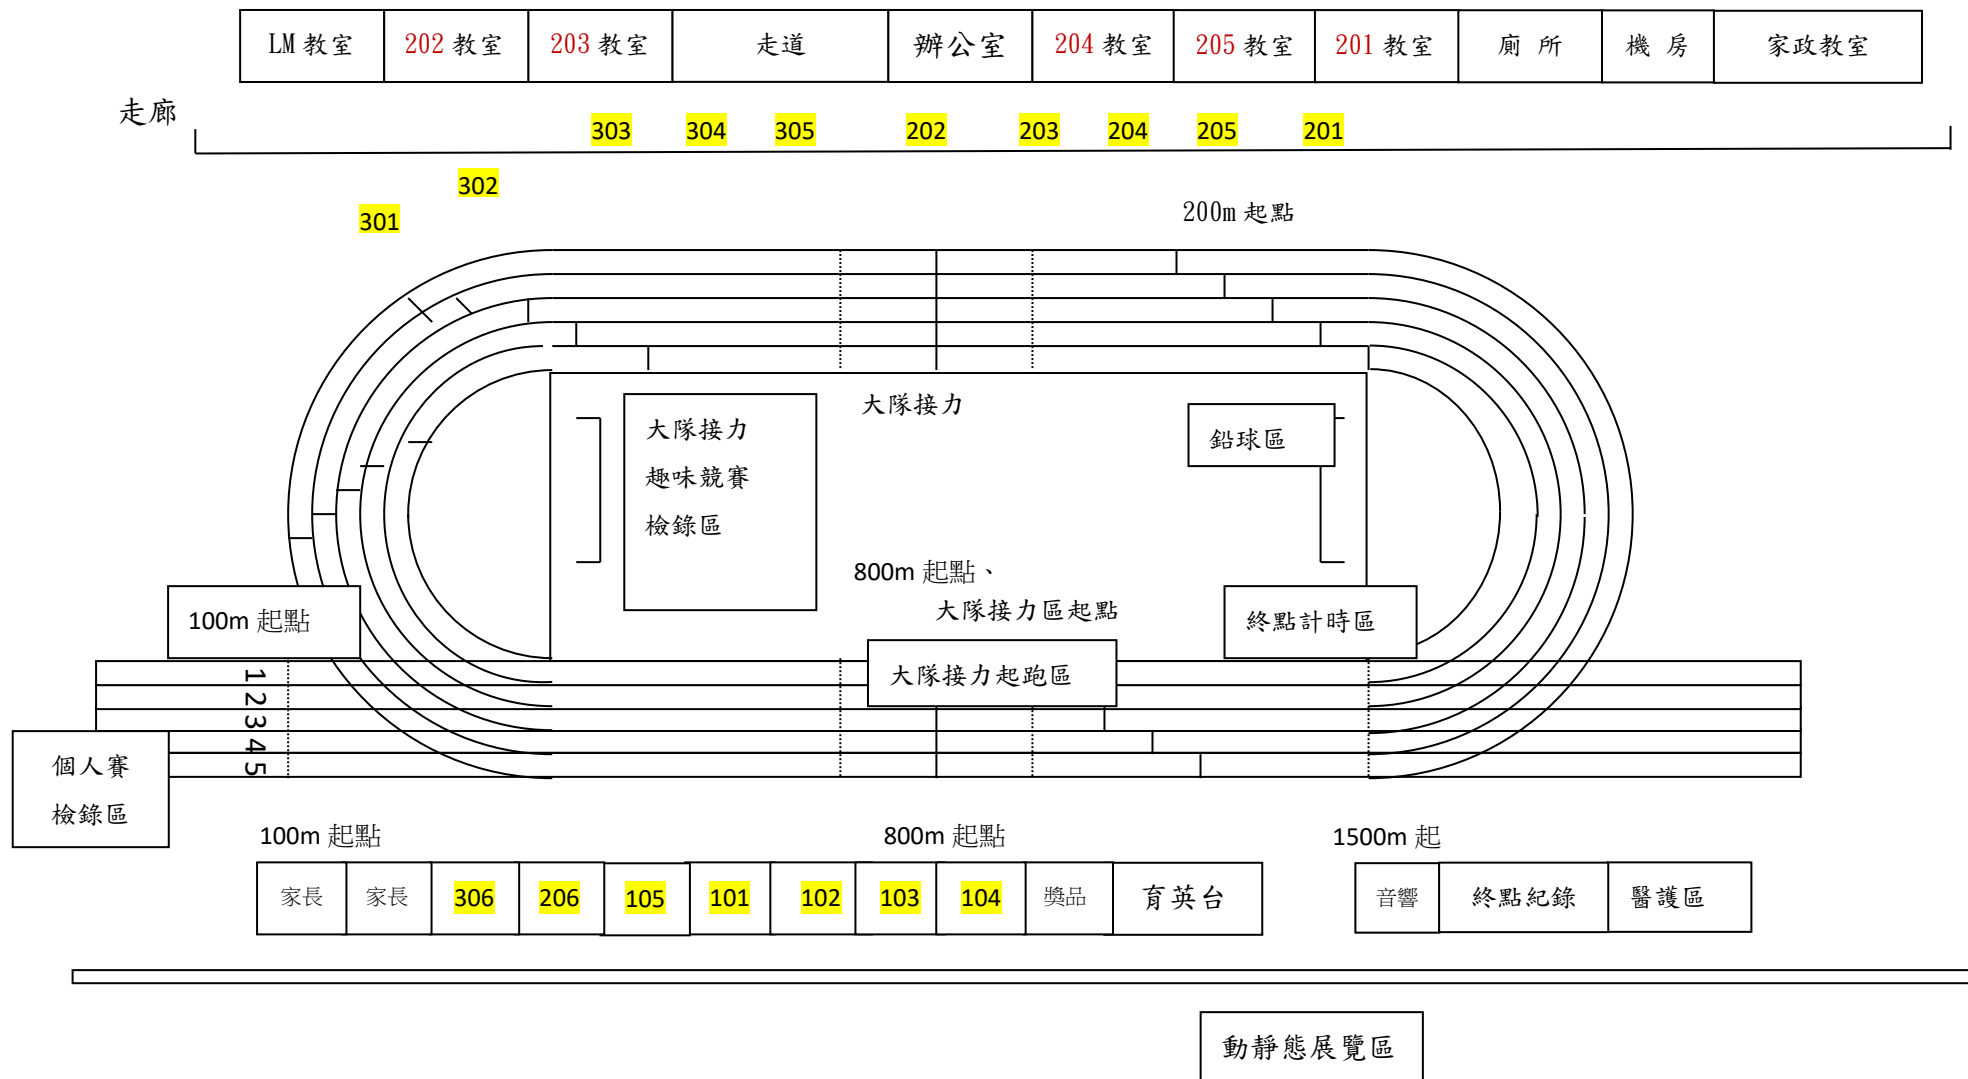 LM 教室 202 教室 203 教室 走道 辦公室 204 教室 205 教室 201 教室 廁 所 機 房 家政教室
走廊
303 304 305 202 203 204 205 201
302
301
200m 起點
大隊接力
大隊接力
趣味競賽
檢錄區
鉛球區
800m 起點、
大隊接力區起點
100m 起點
終點計時區
大隊接力起跑區
1
2
3
4
5
個人賽
檢錄區
100m 起點 800m 起點 1500m 起
家長 家長 306 206 105 101 102 103 104 獎品 育英台 音響 終點紀錄 醫護區
動靜態展覽區